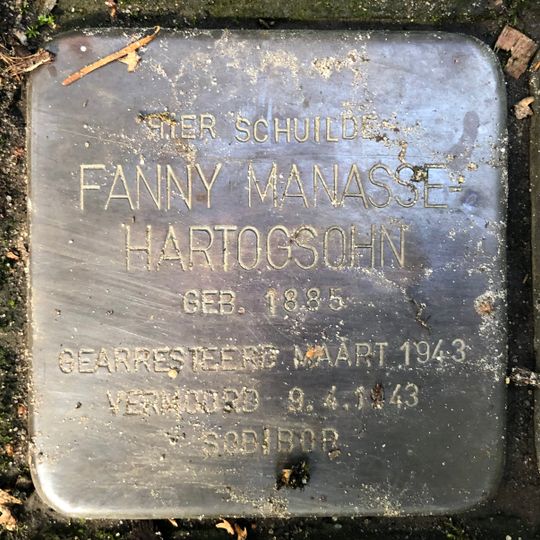 HIER SCHUILDE
FANNY MANASSE-
HARTOGSOHN
GEB. 1885
GEARRESTEERD MAART 1943
VERMOORD 9.4.1943
SOBIBOR